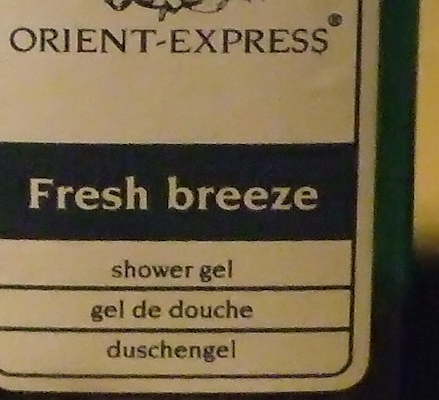 ORIENT-EXPRESS®
Fresh breeze
shower gel
gel de douche
duschengel